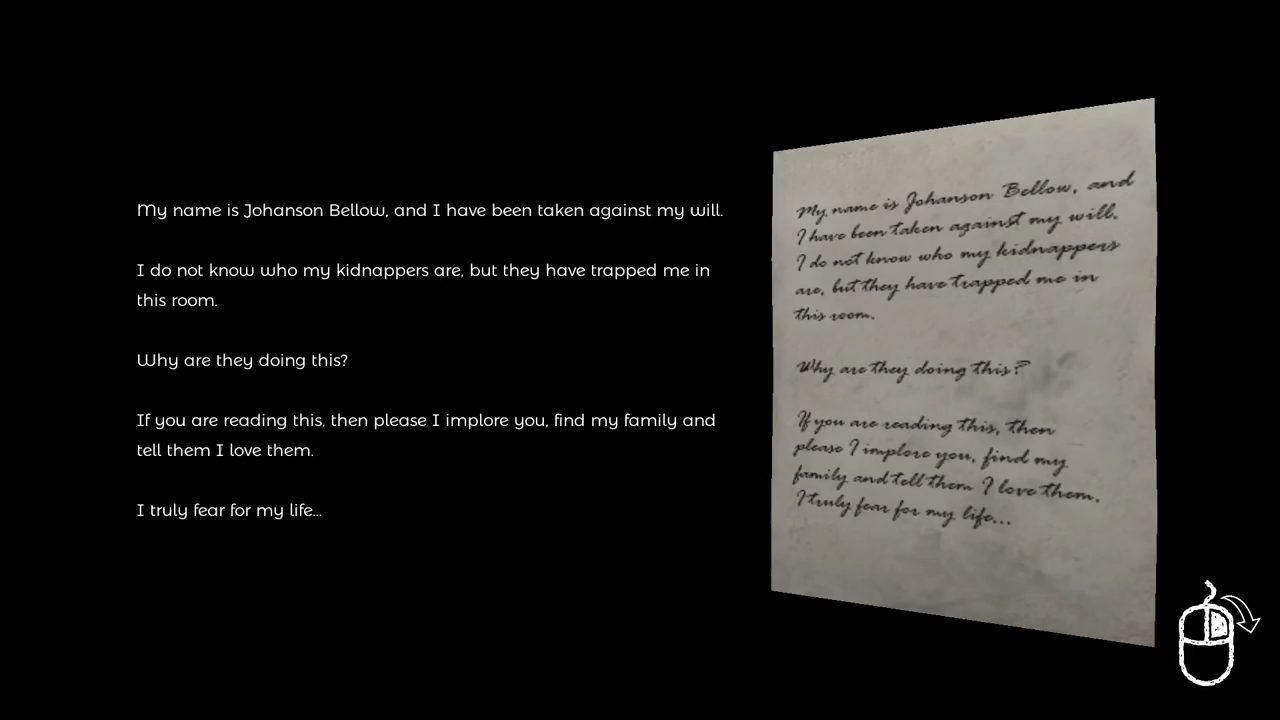 My name is Johanson Bellow, and I have been taken against my will.
I do not know who my kidnappers are, but they have trapped me in
this room.
Why are they doing this?
If you are reading this, then please I implore you, find my family and
tell them I love them.
I truly fear for my life...
My name is Johanson Bellow, and
I have been taken against my will.
I do not know who my kidnappers
are, but they have trapped me in
this room.
Why are they doing this?
If you are reading this, then
please I implore you, find my
family and tell them I love them.
I truly fear for my life...